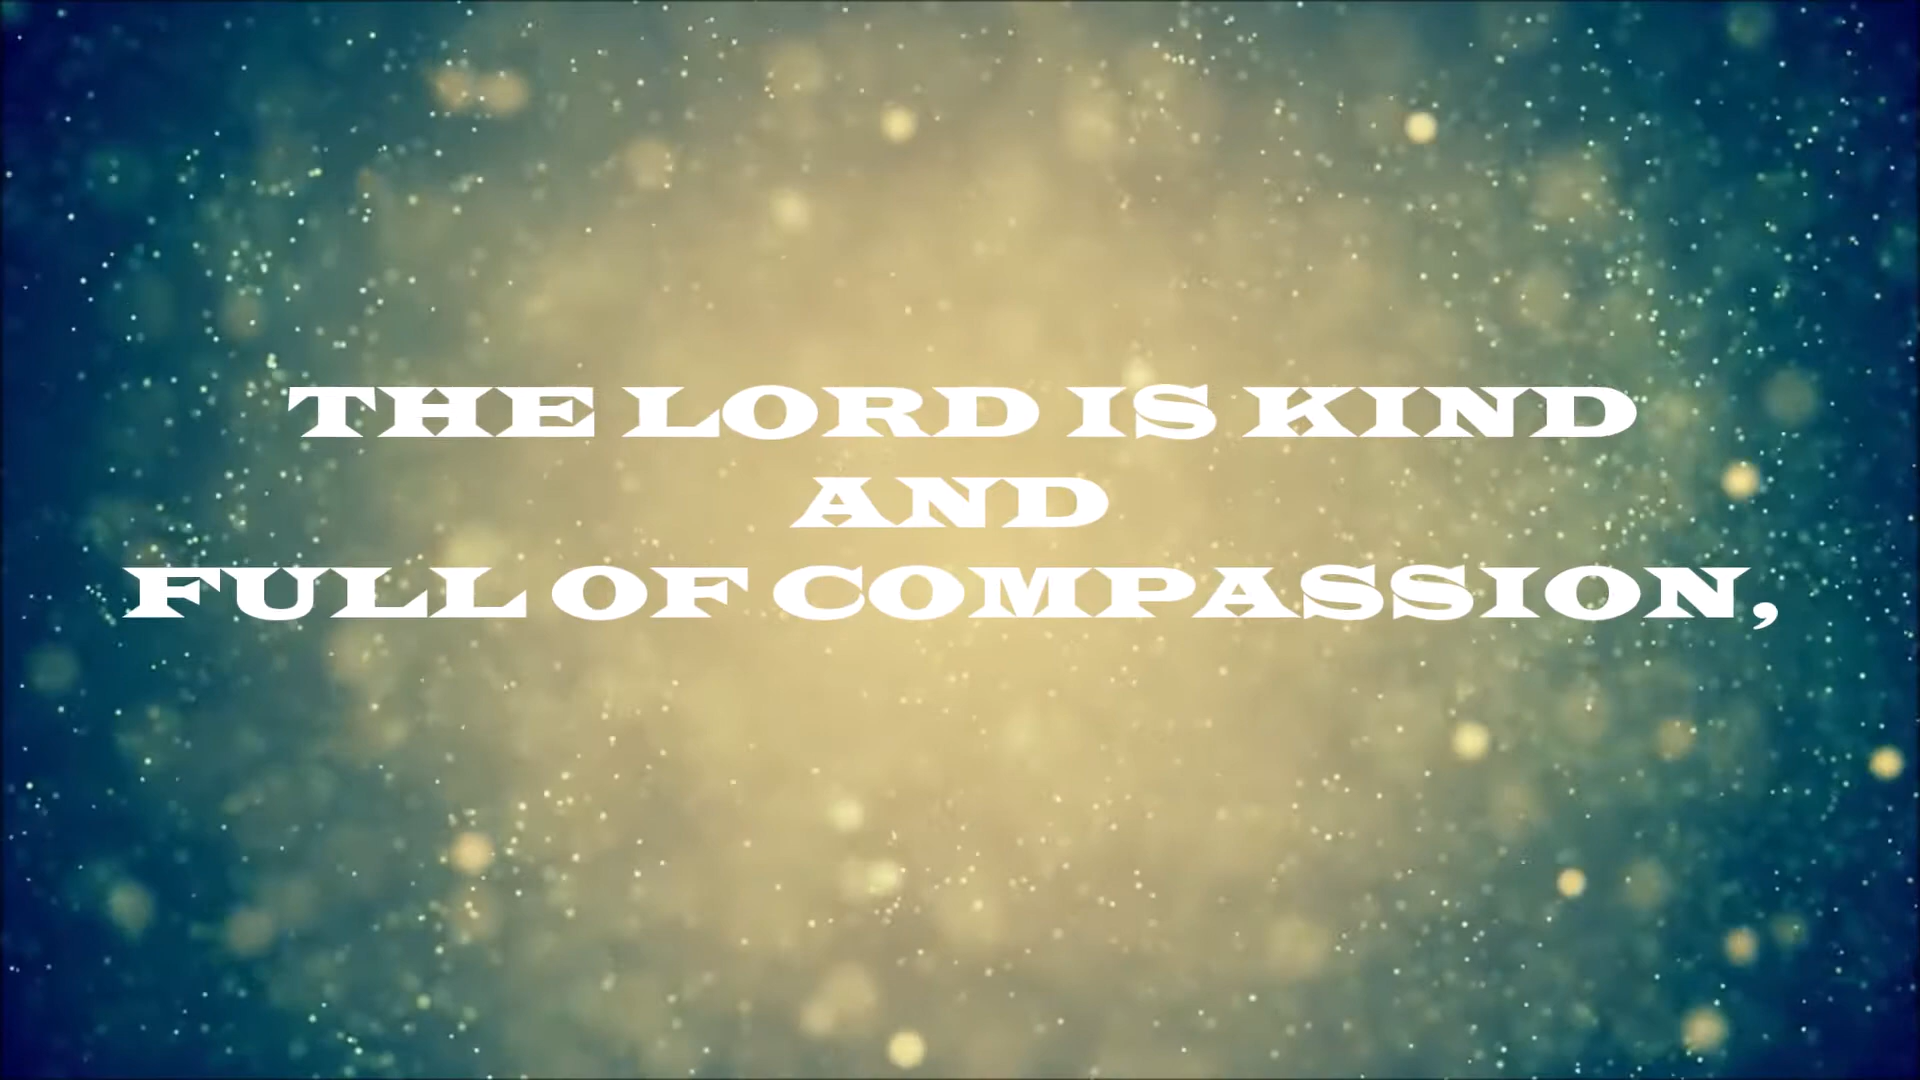 THE LORD IS KIND
AND
FULL OF COMPASSION,